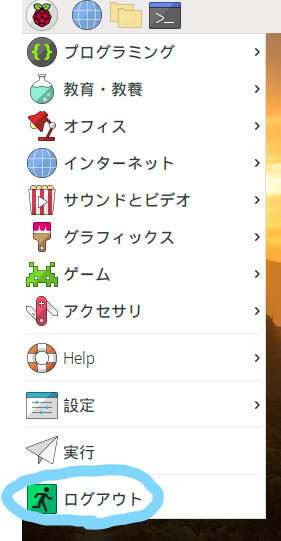 プログラミング
教育・教養
オフィス
インターネット
サウンドとビデオ
グラフィックス
ゲーム
アクセサリ
Help
設定
実行
ログアウト